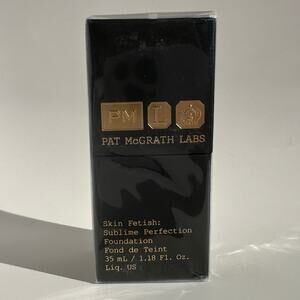 PM L
PAT McGRATH LABS
Skin Fetish:
Sublime Perfection
Foundation
Fond de Teint
35 mL / 1.18 Fl. Oz.
Liq. US